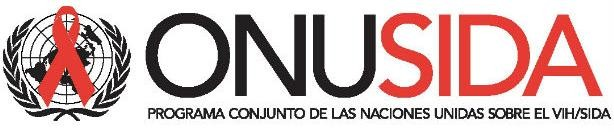 ONUSIDA
PROGRAMA CONJUNTO DE LAS NACIONES UNIDAS SOBRE EL VIH/SIDA